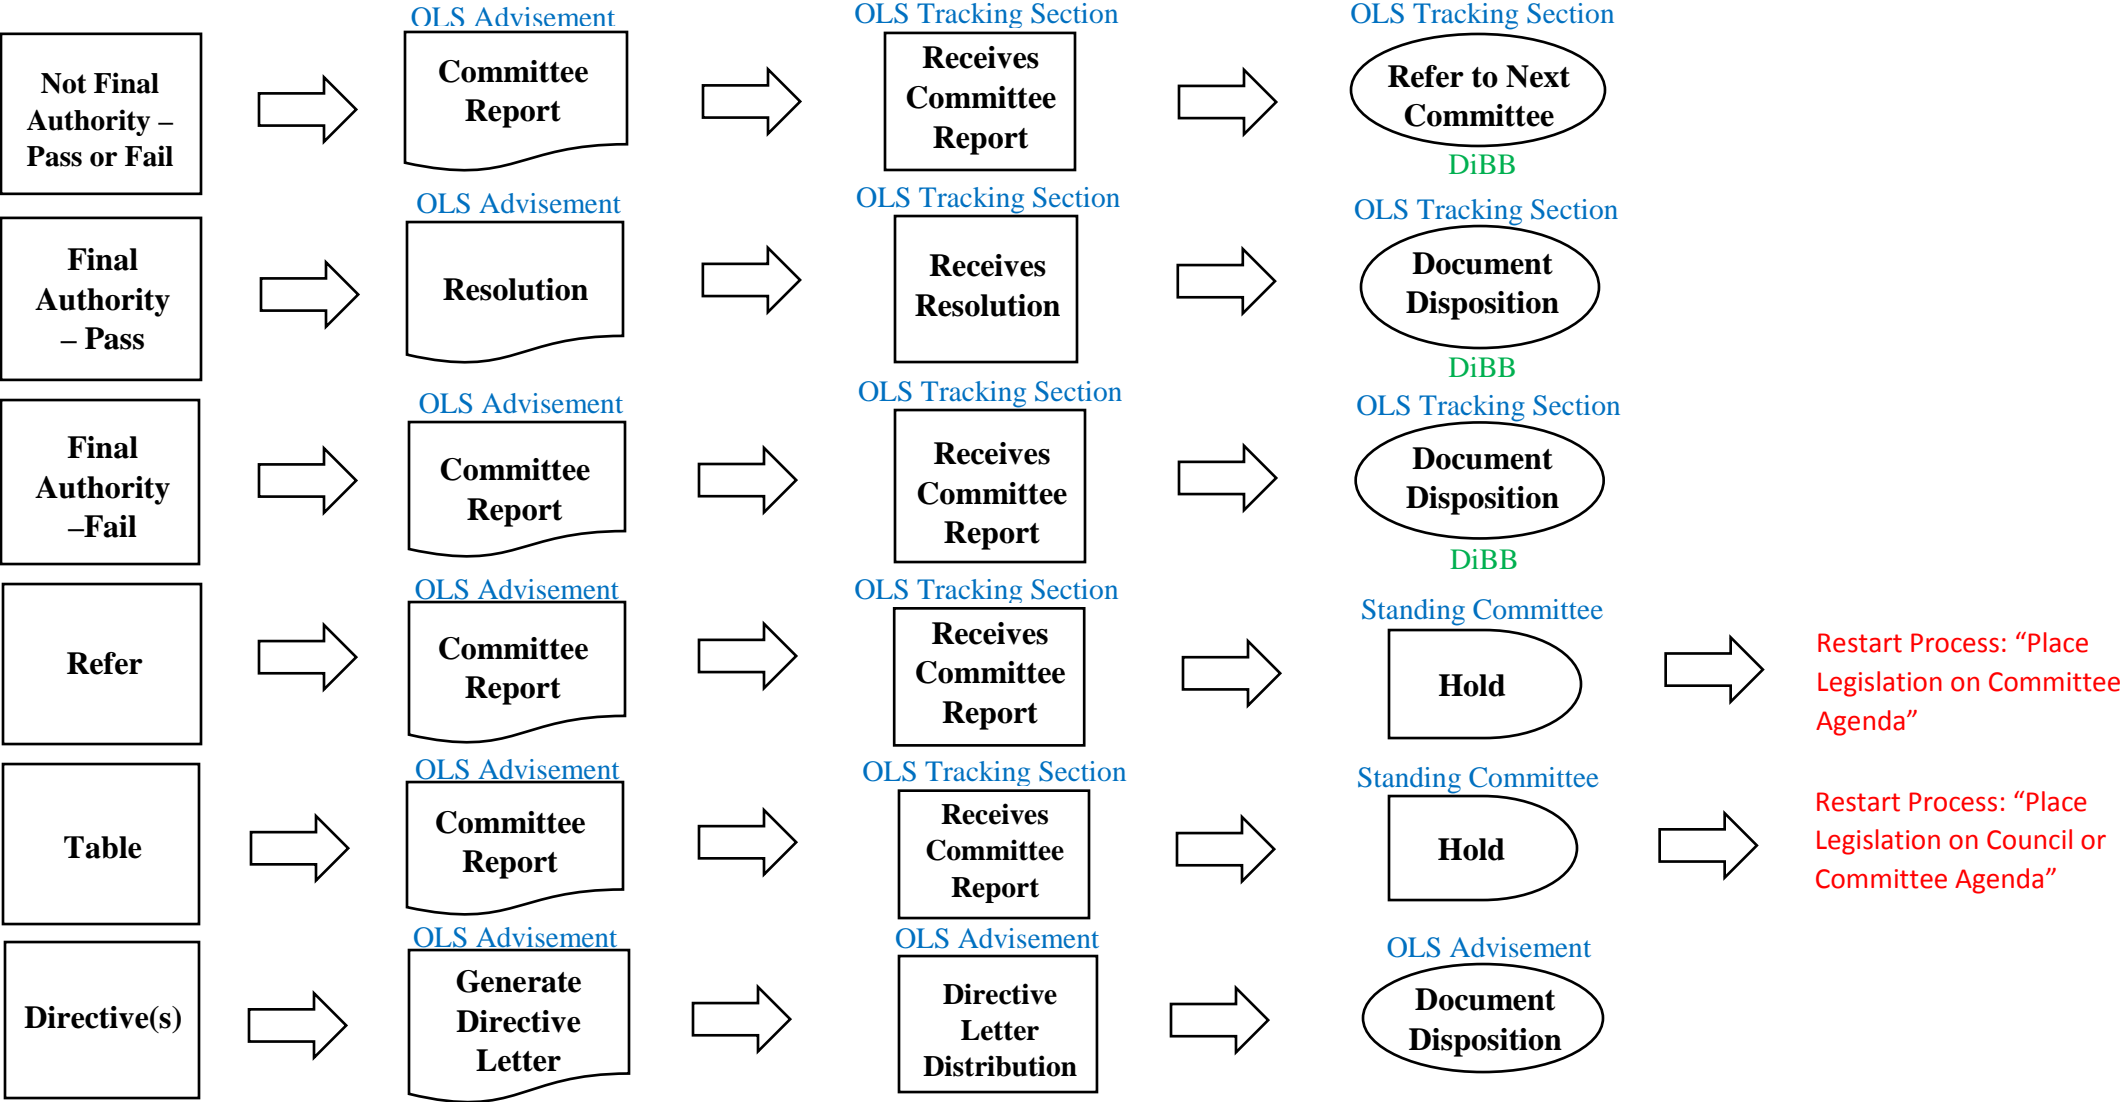 OLS Advisement
OLS Tracking Section
OLS Tracking Section
Not Final
Authority –
Pass or Fail
Committee
Report
Receives
Committee
Report
Refer to Next
Committee
DiBB
OLS Advisement
OLS Tracking Section
OLS Tracking Section
Final
Authority
– Pass
Resolution
Receives
Resolution
Document
Disposition
DiBB
OLS Advisement
OLS Tracking Section
OLS Tracking Section
Final
Authority
–Fail
Committee
Report
Receives
Committee
Report
Document
Disposition
DiBB
OLS Advisement
OLS Tracking Section
Standing Committee
Refer
Committee
Report
Receives
Committee
Report
Hold
Restart Process: “Place
Legislation on Committee
Agenda”
OLS Advisement
OLS Tracking Section
Standing Committee
Table
Committee
Report
Receives
Committee
Report
Hold
Restart Process: “Place
Legislation on Council or
Committee Agenda”
OLS Advisement
OLS Advisement
OLS Advisement
Directive(s)
Generate
Directive
Letter
Directive
Letter
Distribution
Document
Disposition